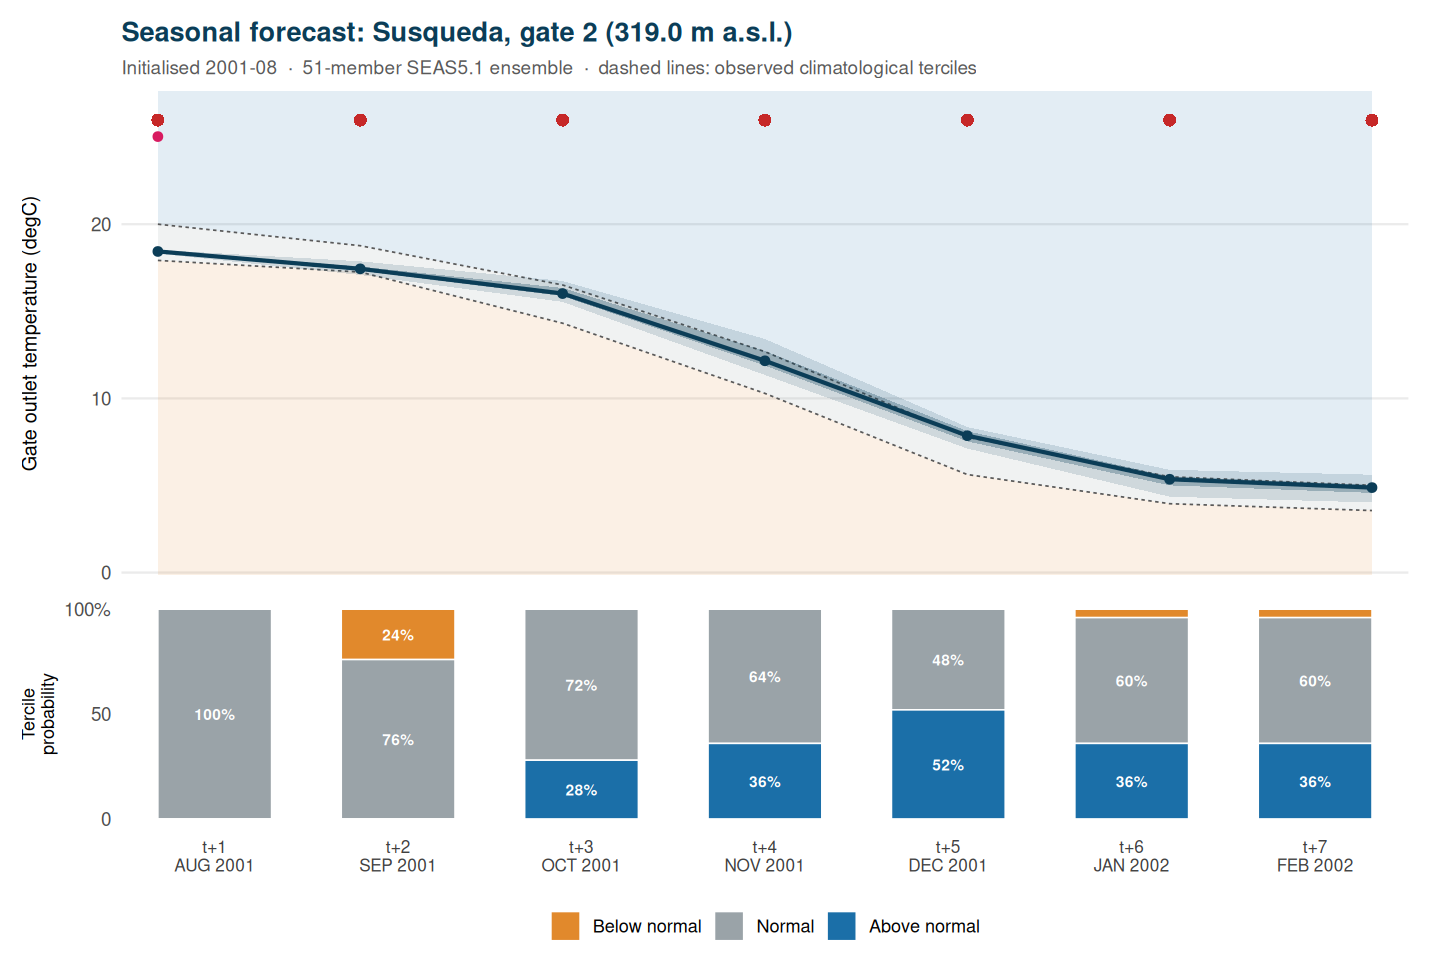 Seasonal forecast: Susqueda, gate 2 (319.0 m a.s.l.)
Initialised 2001-08 · 51-member SEAS5.1 ensemble · dashed lines: observed climatological terciles
Gate outlet temperature (degC)
20
10
0
Tercile
probability
100%
50
0
100%
24%
76%
72%
28%
64%
36%
48%
52%
60%
36%
60%
36%
t+1
AUG 2001
t+2
SEP 2001
t+3
OCT 2001
t+4
NOV 2001
t+5
DEC 2001
t+6
JAN 2002
t+7
FEB 2002
Below normal
Normal
Above normal